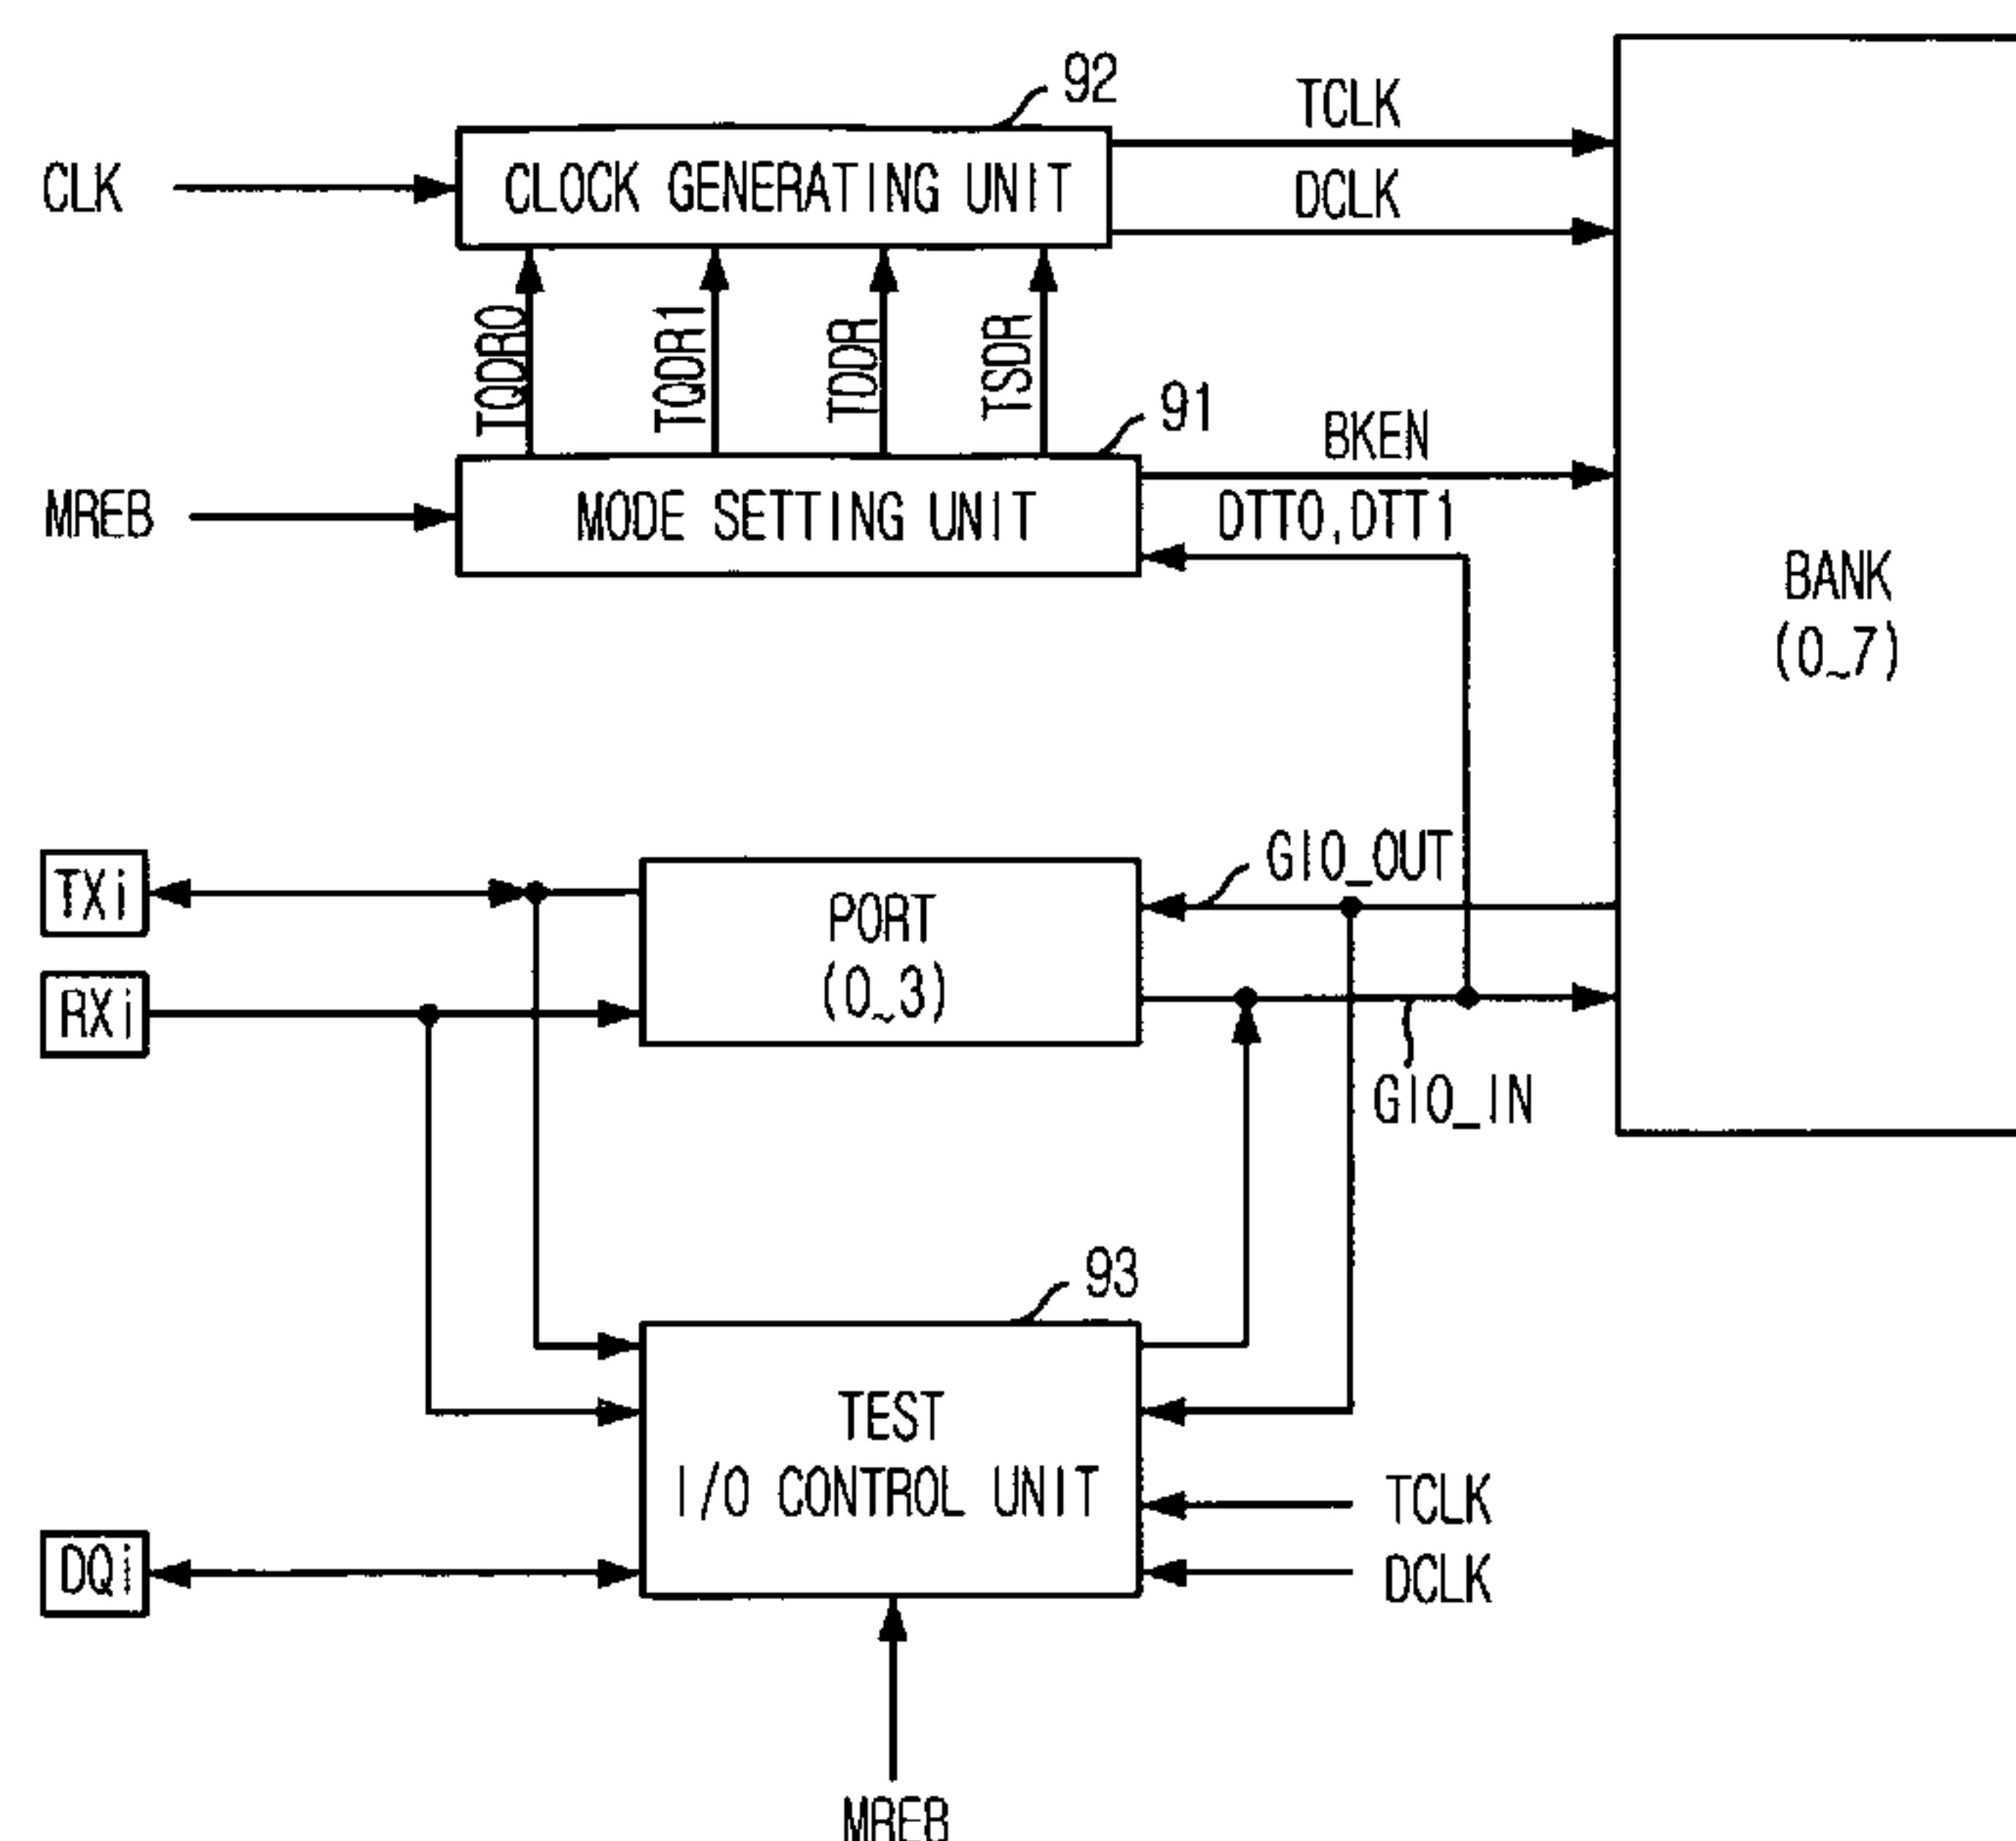 92
TCLK
CLK
CLOCK GENERATING UNIT
DCLK
TQDR0
TQDR1
TDDR
TSDR
91
BKEN
MREB
MODE SETTING UNIT
DTT0,DTT1
BANK
(0~7)
GIO_OUT
TXi
PORT
(0~3)
RXi
GIO_IN
93
TEST
I/O CONTROL UNIT
TCLK
DQi
DCLK
MREB